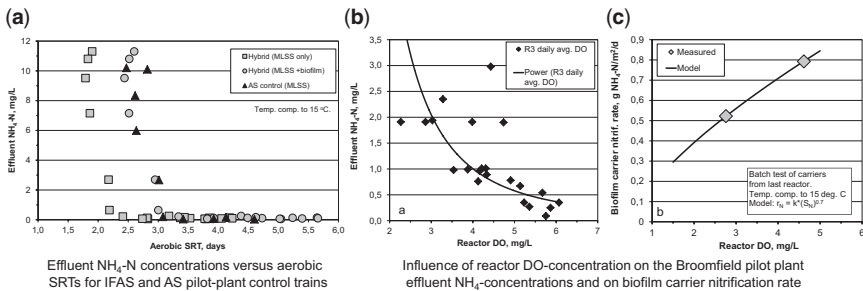 (a)
12
10
8
6
4
2
0
Effluent NH4-N, mg/L
Hybrid (MLSS only)
Hybrid (MLSS +biofilm)
AS control (MLSS)
Temp. comp. to 15 ºC.
1,0 1,5 2,0 2,5 3,0 3,5 4,0 4,5 5,0 5,5 6,0
Aerobic SRT, days
Effluent NH4-N concentrations versus aerobic
SRTs for IFAS and AS pilot-plant control trains
(b)
3,5
3,0
2,5
2,0
1,5
1,0
0,5
0,0
Effluent NH4-N, mg/L
R3 daily avg. DO
Power (R3 daily
avg. DO)
a
2 3 4 5 6 7
Reactor DO, mg/L
(c)
0,9
0,8
0,7
0,6
0,5
0,4
0,3
0,2
0,1
0
Biofilm carrier nitrif. rate, g NH4-N/m2/d
Measured
Model
Batch test of carriers
from last reactor.
Temp. comp. to 15 deg. C
Model: rN = k*(SN)0.7
b
1 2 3 4 5 6
Reactor DO, mg/L
Influence of reactor DO-concentration on the Broomfield pilot plant
effluent NH4-concentrations and on biofilm carrier nitrification rate